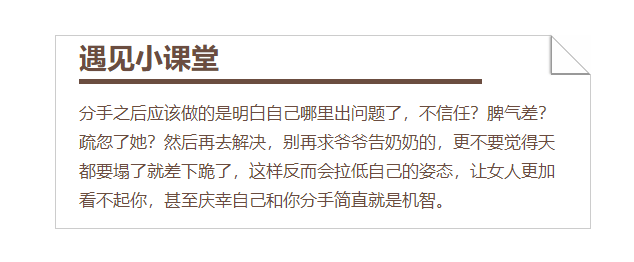 遇见小课堂
分手之后应该做的是明白自己哪里出问题了，不信任？脾气差？
疏忽了她？然后再去解决，别再求爷爷告奶奶的，更不要觉得天
都要塌了就差下跪了，这样反而会拉低自己的姿态，让女人更加
看不起你，甚至庆幸自己和你分手简直就是机智。